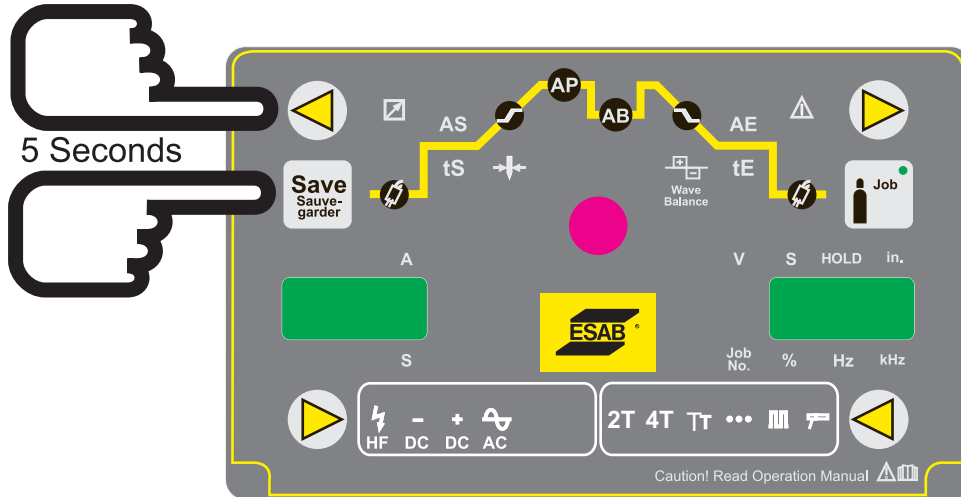 5 Seconds
Save
Sauve-
garder
AS
tS
AP
AB
AE
tE
Wave
Balance
Job
A
V S HOLD in.
ESAB ®
S
Job
No. % Hz kHz
HF DC DC AC
2T 4T
Caution! Read Operation Manual